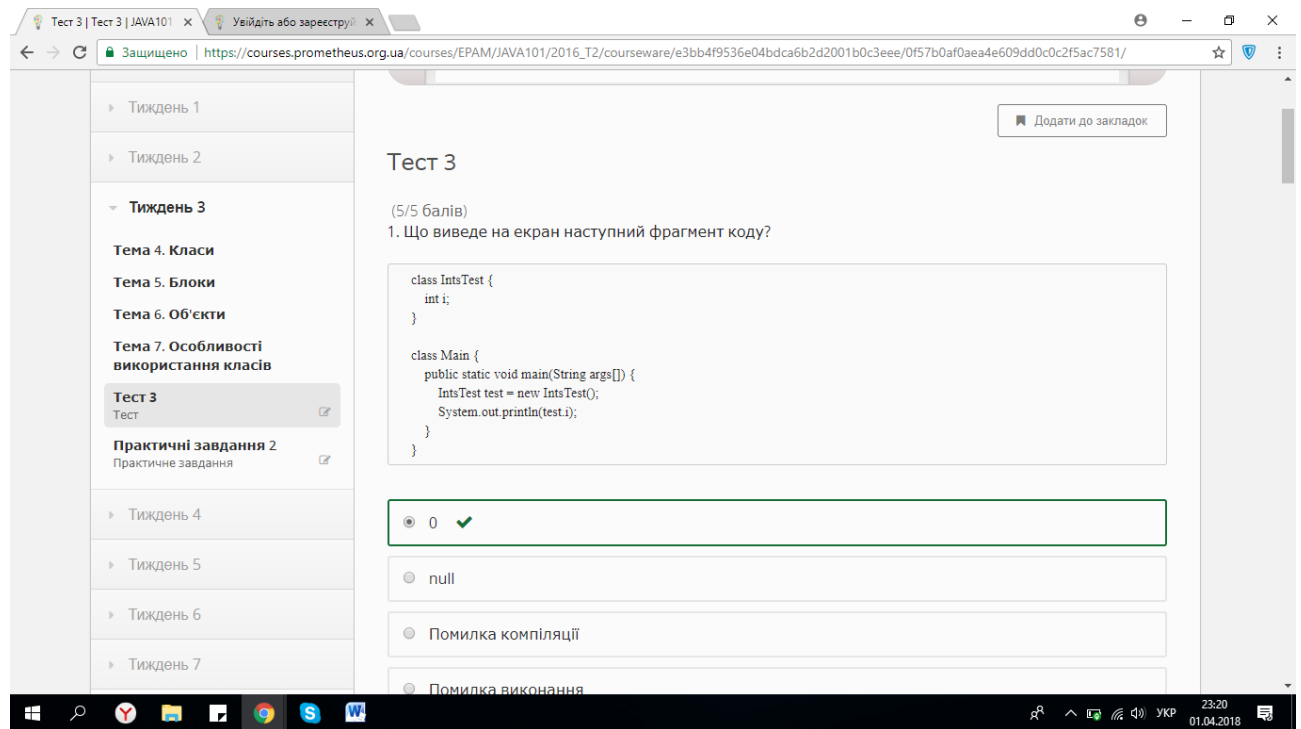 Тест 3 | Тест 3 | JAVA101
Увійдіть або зареєструй
Защищено | https://courses.prometheus.org.ua/courses/EPAM/JAVA101/2016_T2/courseware/e3bb4f9536e04bdca6b2d2001b0c3eee/0f57b0af0aea4e609dd0c0c2f5ac7581/
Тиждень 1
Тиждень 2
Тиждень 3
Тема 4. Класи
Тема 5. Блоки
Тема 6. Об'єкти
Тема 7. Особливості
використання класів
Тест 3
Тест
Практичні завдання 2
Практичне завдання
Тиждень 4
Тиждень 5
Тиждень 6
Тиждень 7
Додати до закладок
Тест 3
(5/5 балів)
1. Що виведе на екран наступний фрагмент коду?
class IntsTest {
int i;
}
class Main {
public static void main(String args[]) {
IntsTest test = new IntsTest();
System.out.println(test.i);
}
}
0
null
Помилка компіляції
Помилка виконання
УКР
23:20
01.04.2018